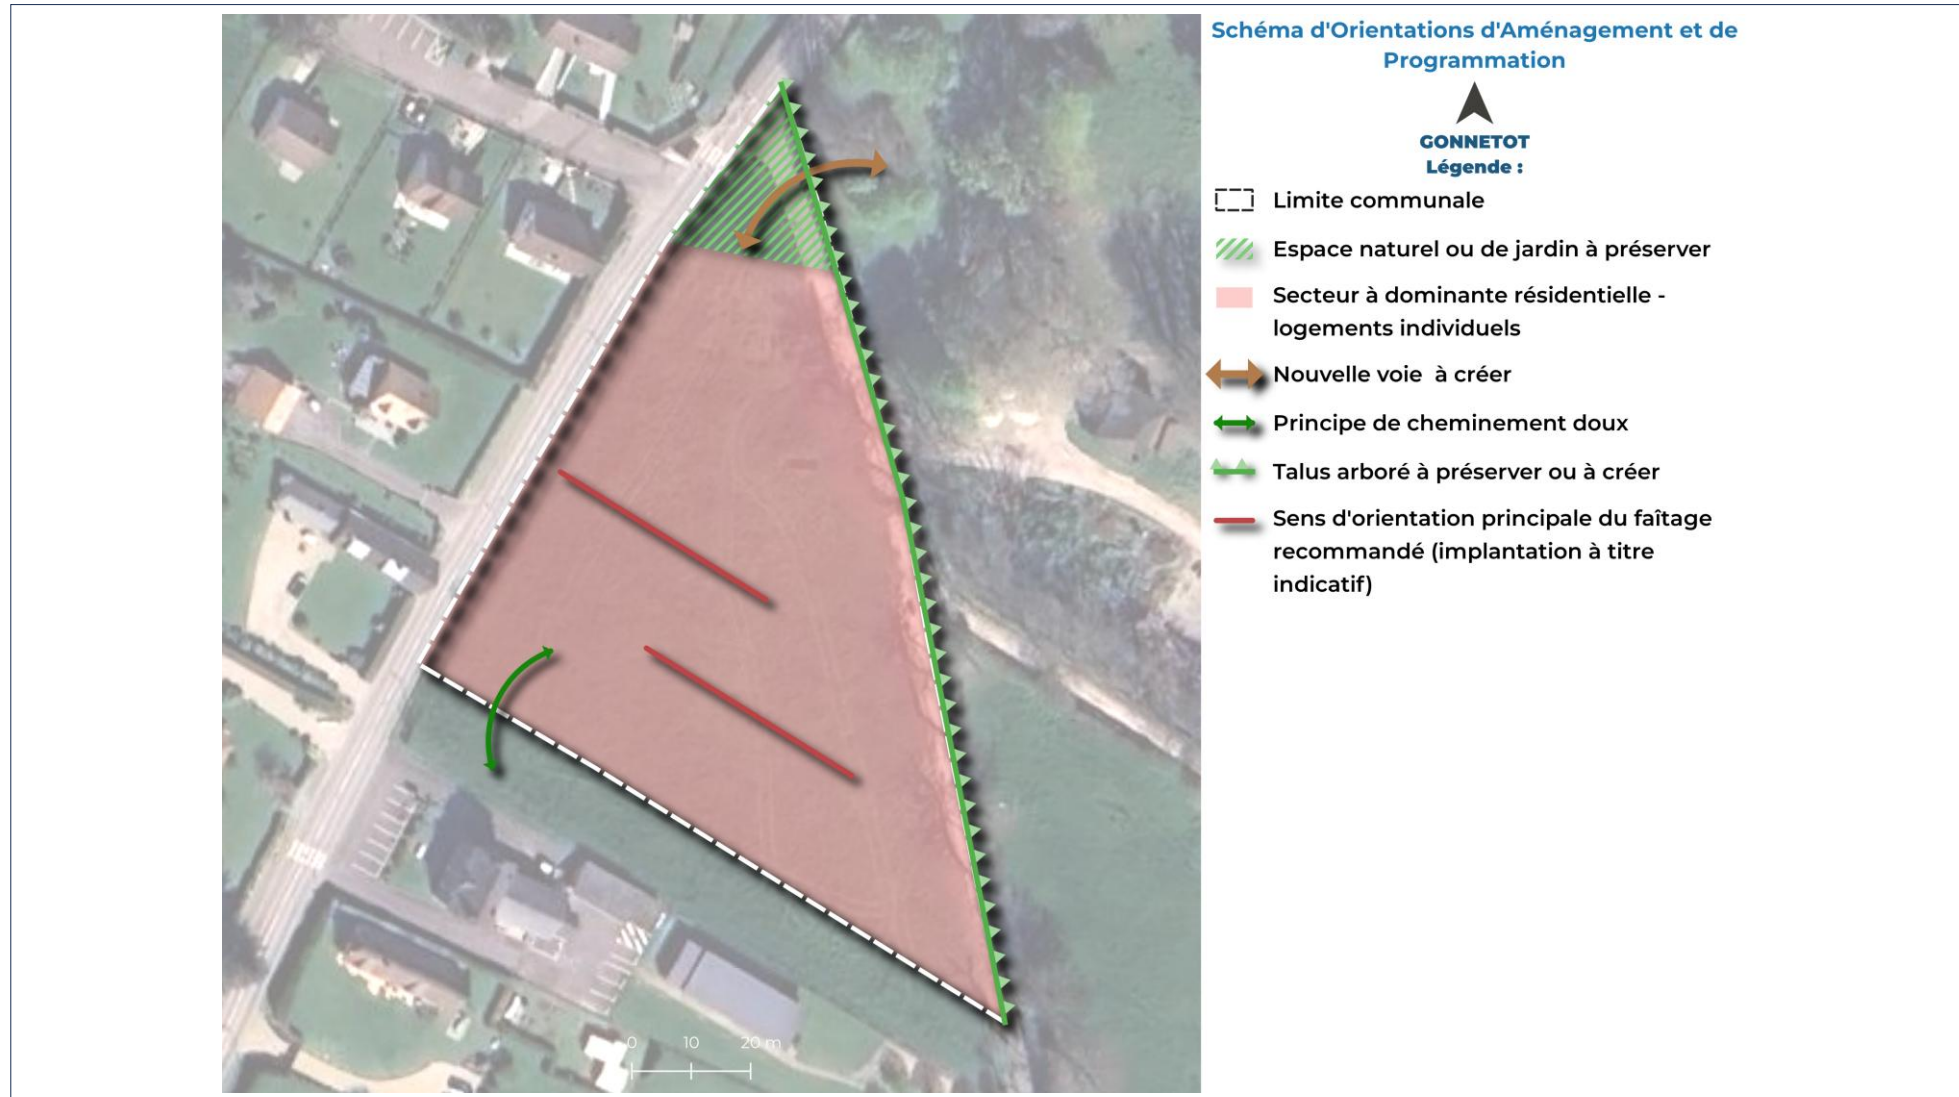 Schéma d'Orientations d'Aménagement et de
Programmation
GONNETOT
Légende :
Limite communale
Espace naturel ou de jardin à préserver
Secteur à dominante résidentielle -
logements individuels
Nouvelle voie à créer
Principe de cheminement doux
Talus arboré à préserver ou à créer
Sens d'orientation principale du faîtage
recommandé (implantation à titre
indicatif)
0 10 20 m